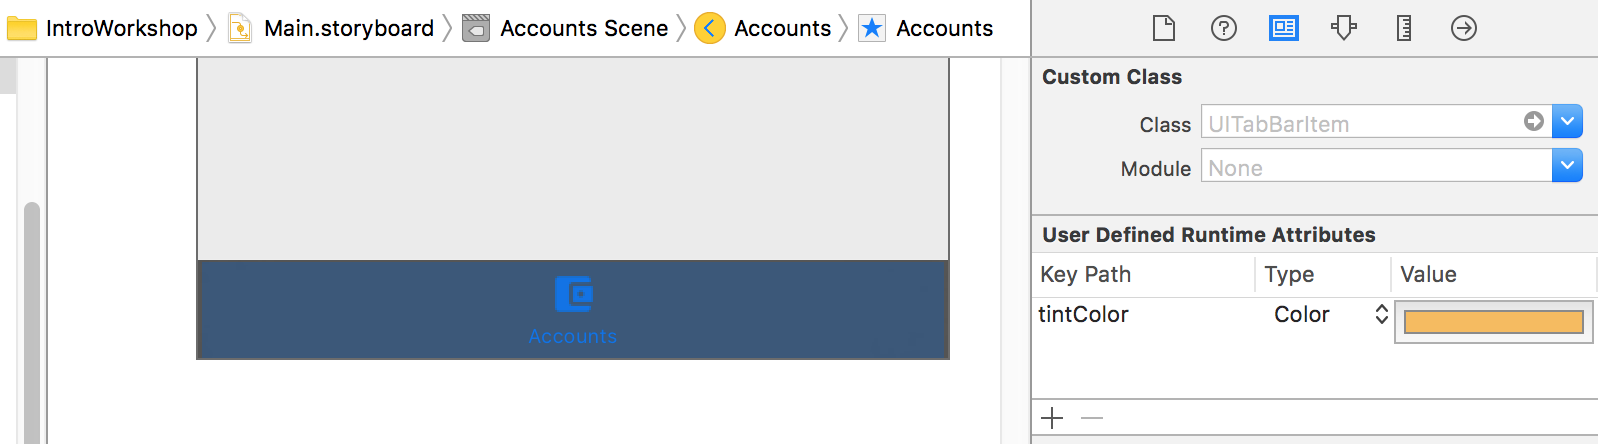 IntroWorkshop Main.storyboard Accounts Scene Accounts Accounts
Custom Class
Class UITabBarItem
Module None
User Defined Runtime Attributes
Key Path Type Value
tintColor Color
Accounts